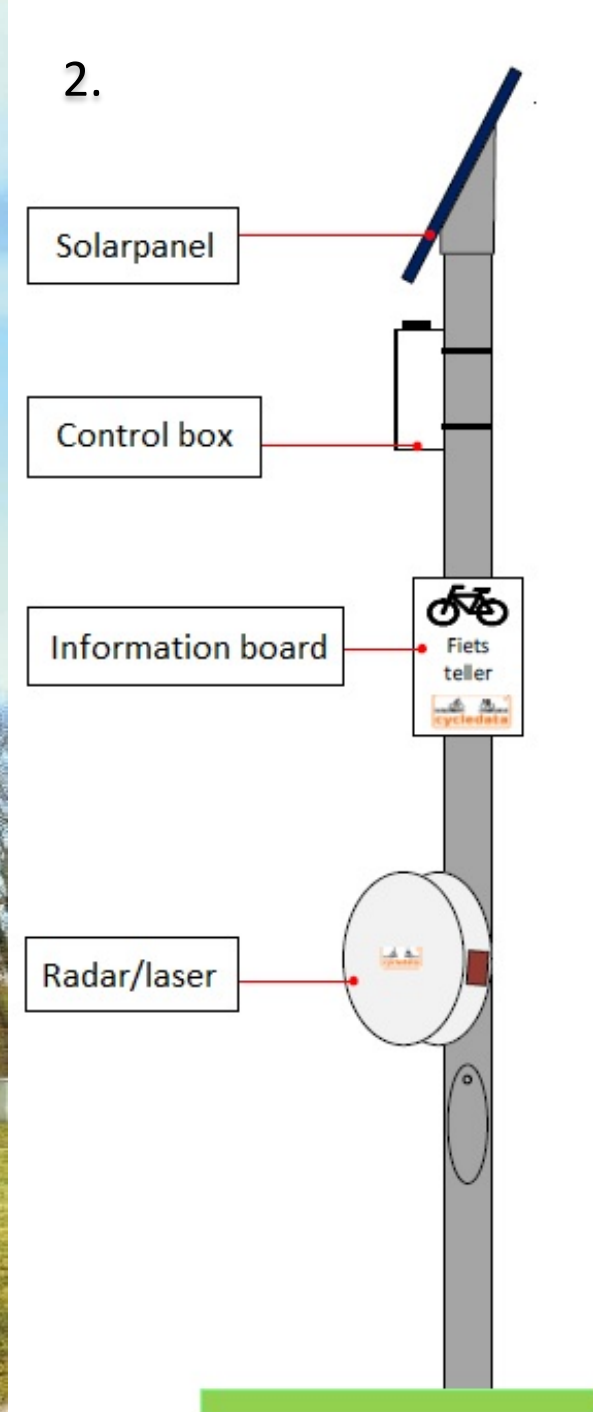 2.
Solarpanel
Control box
Information board
Fiets
teller
cycledata
Radar/laser